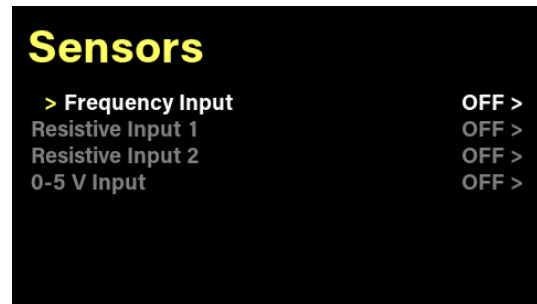 Sensors
> Frequency Input OFF >
Resistive Input 1 OFF >
Resistive Input 2 OFF >
0-5 V Input OFF >